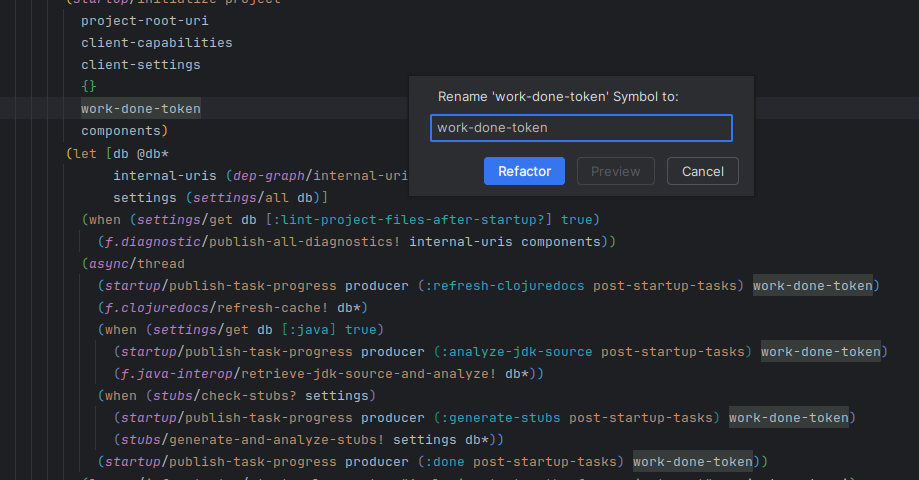 (startup/initialize-project
project-root-uri
client-capabilities
client-settings
{}
work-done-token
components)
(let [db @db*
internal-uris (dep-graph/internal-uri
settings (settings/all db)]
(when (settings/get db [:lint-project-files-after-startup?] true)
(f.diagnostic/publish-all-diagnostics! internal-uris components))
(async/thread
(startup/publish-task-progress producer (:refresh-clojuredocs post-startup-tasks) work-done-token)
(f.clojuredocs/refresh-cache! db*)
(when (settings/get db [:java] true)
(startup/publish-task-progress producer (:analyze-jdk-source post-startup-tasks) work-done-token)
(f.java-interop/retrieve-jdk-source-and-analyze! db*))
(when (stubs/check-stubs? settings)
(startup/publish-task-progress producer (:generate-stubs post-startup-tasks) work-done-token)
(stubs/generate-and-analyze-stubs! settings db*))
(startup/publish-task-progress producer (:done post-startup-tasks) work-done-token))
Rename 'work-done-token' Symbol to:
work-done-token
Refactor Preview Cancel